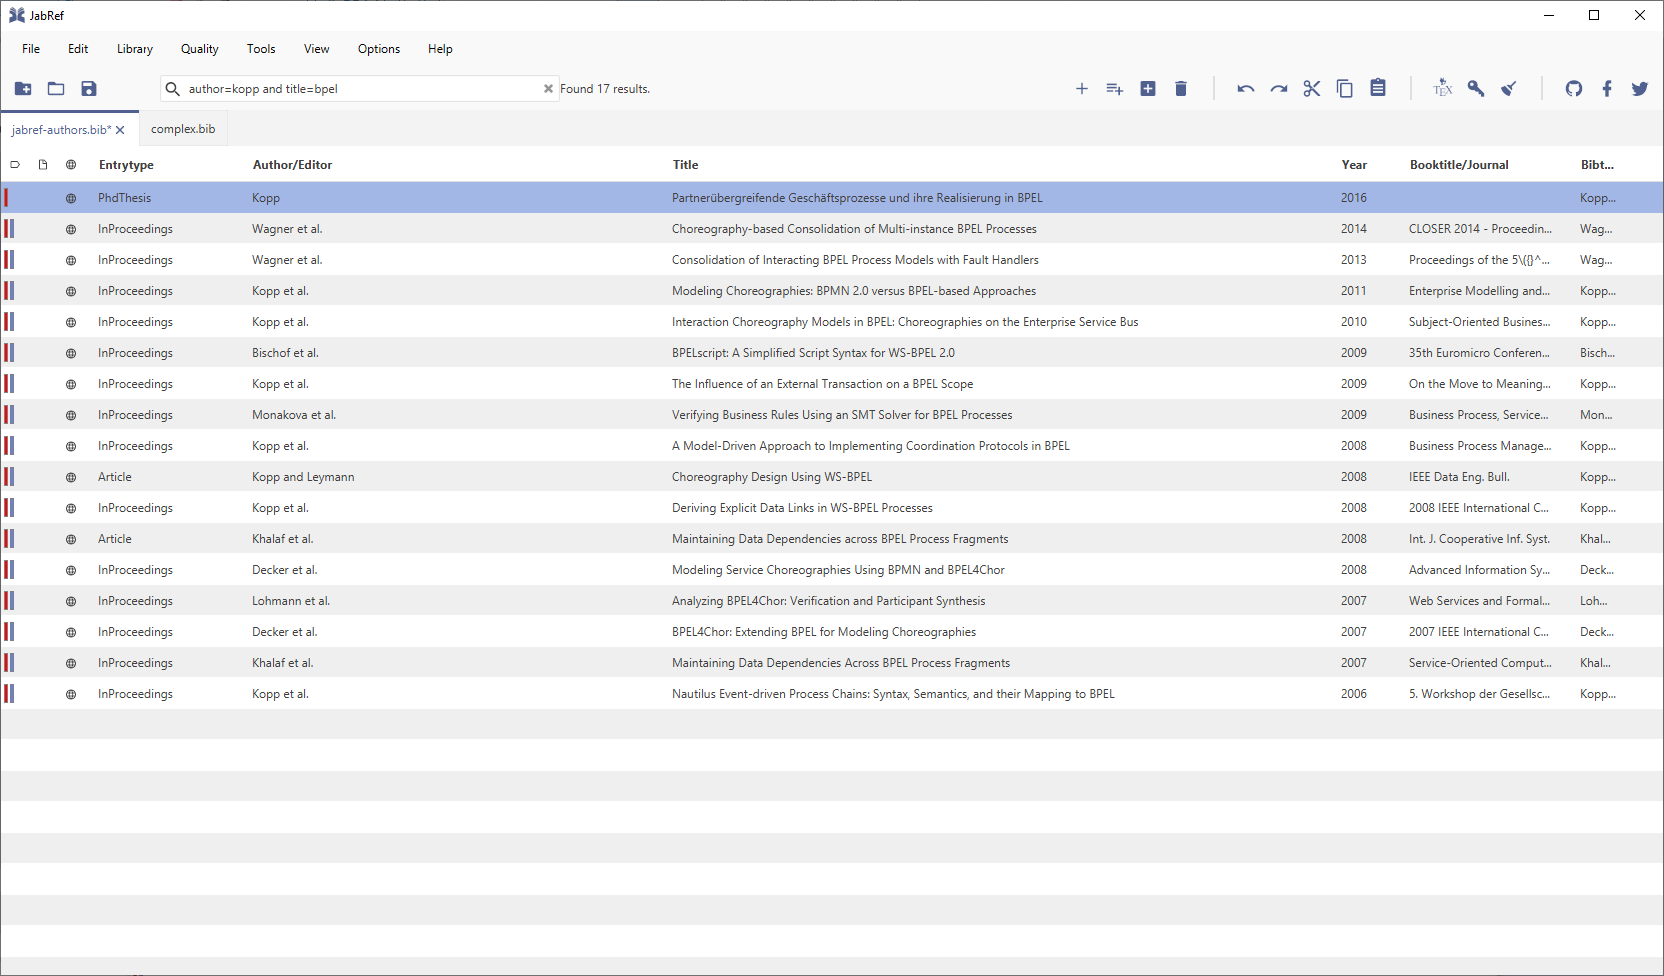 JabRef
File Edit Library Quality Tools View Options Help
author=kopp and title=bpel Found 17 results. TEX
jabref-authors.bib* complex.bib
Entrytype Author/Editor Title Year Booktitle/Journal Bibt...
PhdThesis Kopp Partnerübergreifende Geschäftsprozesse und ihre Realisierung in BPEL 2016 Kopp...
InProceedings Wagner et al. Choreography-based Consolidation of Multi-instance BPEL Processes 2014 CLOSER 2014 - Proceedin... Wag...
InProceedings Wagner et al. Consolidation of Interacting BPEL Process Models with Fault Handlers 2013 Proceedings of the 5\({}^... Wag...
InProceedings Kopp et al. Modeling Choreographies: BPMN 2.0 versus BPEL-based Approaches 2011 Enterprise Modelling and... Kopp...
InProceedings Kopp et al. Interaction Choreography Models in BPEL: Choreographies on the Enterprise Service Bus 2010 Subject-Oriented Busines... Kopp...
InProceedings Bischof et al. BPELscript: A Simplified Script Syntax for WS-BPEL 2.0 2009 35th Euromicro Conferen... Bisch...
InProceedings Kopp et al. The Influence of an External Transaction on a BPEL Scope 2009 On the Move to Meaning... Kopp...
InProceedings Monakova et al. Verifying Business Rules Using an SMT Solver for BPEL Processes 2009 Business Process, Service... Mon...
InProceedings Kopp et al. A Model-Driven Approach to Implementing Coordination Protocols in BPEL 2008 Business Process Manage... Kopp...
Article Kopp and Leymann Choreography Design Using WS-BPEL 2008 IEEE Data Eng. Bull. Kopp...
InProceedings Kopp et al. Deriving Explicit Data Links in WS-BPEL Processes 2008 2008 IEEE International C... Kopp...
Article Khalaf et al. Maintaining Data Dependencies across BPEL Process Fragments 2008 Int. J. Cooperative Inf. Syst. Khal...
InProceedings Decker et al. Modeling Service Choreographies Using BPMN and BPEL4Chor 2008 Advanced Information Sy... Deck...
InProceedings Lohmann et al. Analyzing BPEL4Chor: Verification and Participant Synthesis 2007 Web Services and Formal... Loh...
InProceedings Decker et al. BPEL4Chor: Extending BPEL for Modeling Choreographies 2007 2007 IEEE International C... Deck...
InProceedings Khalaf et al. Maintaining Data Dependencies Across BPEL Process Fragments 2007 Service-Oriented Comput... Khal...
InProceedings Kopp et al. Nautilus Event-driven Process Chains: Syntax, Semantics, and their Mapping to BPEL 2006 5. Workshop der Gesellsc... Kopp...